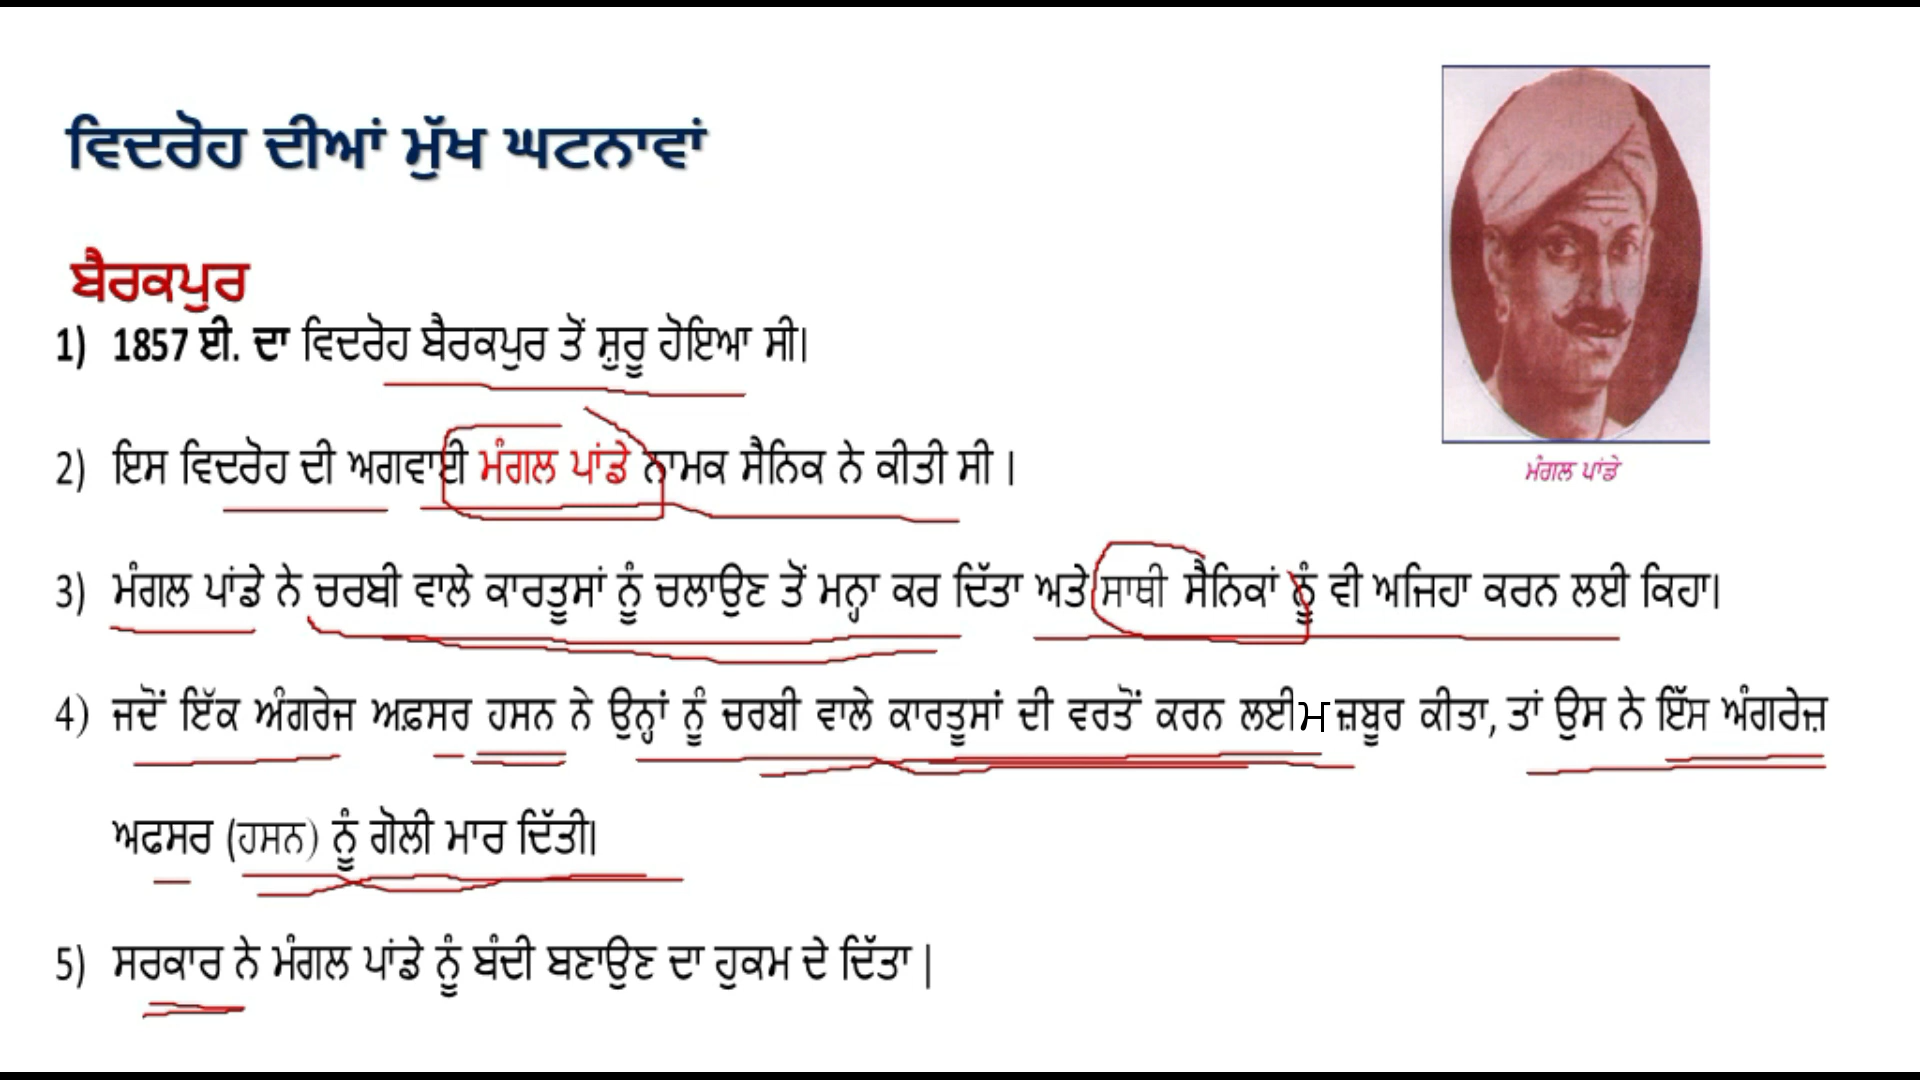 ਵਿਦਰੋਹ ਦੀਆਂ ਮੁੱਖ ਘਟਨਾਵਾਂ
ਬੈਰਕਪੁਰ
1) 1857 ਈ. ਦਾ ਵਿਦਰੋਹ ਬੈਰਕਪੁਰ ਤੋਂ ਸ਼ੁਰੂ ਹੋਇਆ ਸੀ।
2) ਇਸ ਵਿਦਰੋਹ ਦੀ ਅਗਵਾਈ ਮੰਗਲ ਪਾਂਡੇ ਨਾਮਕ ਸੈਨਿਕ ਨੇ ਕੀਤੀ ਸੀ |
ਮੰਗਲ ਪਾਂਡੇ
3) ਮੰਗਲ ਪਾਂਡੇ ਨੇ ਚਰਬੀ ਵਾਲੇ ਕਾਰਤੂਸਾਂ ਨੂੰ ਚਲਾਉਣ ਤੋਂ ਮਨ੍ਹਾ ਕਰ ਦਿੱਤਾ ਅਤੇ ਸਾਥੀ ਸੈਨਿਕਾਂ ਨੂੰ ਵੀ ਅਜਿਹਾ ਕਰਨ ਲਈ ਕਿਹਾ।
4) ਜਦੋਂ ਇੱਕ ਅੰਗਰੇਜ ਅਫ਼ਸਰ ਹਸਨ ਨੇ ਉਨ੍ਹਾਂ ਨੂੰ ਚਰਬੀ ਵਾਲੇ ਕਾਰਤੂਸਾਂ ਦੀ ਵਰਤੋਂ ਕਰਨ ਲਈਮਜ਼ਬੂਰ ਕੀਤਾ, ਤਾਂ ਉਸ ਨੇ ਇੱਸ ਅੰਗਰੇਜ਼
ਅਫਸਰ (ਹਸਨ) ਨੂੰ ਗੋਲੀ ਮਾਰ ਦਿੱਤੀ।
5) ਸਰਕਾਰ ਨੇ ਮੰਗਲ ਪਾਂਡੇ ਨੂੰ ਬੰਦੀ ਬਣਾਉਣ ਦਾ ਹੁਕਮ ਦੇ ਦਿੱਤਾ |